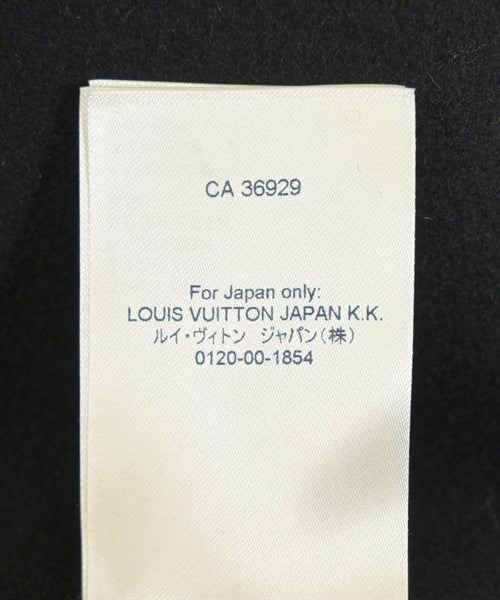 CA 36929
For Japan only:
LOUIS VUITTON JAPAN K.K.
ルイ・ヴィトン ジャパン(株)
0120-00-1854